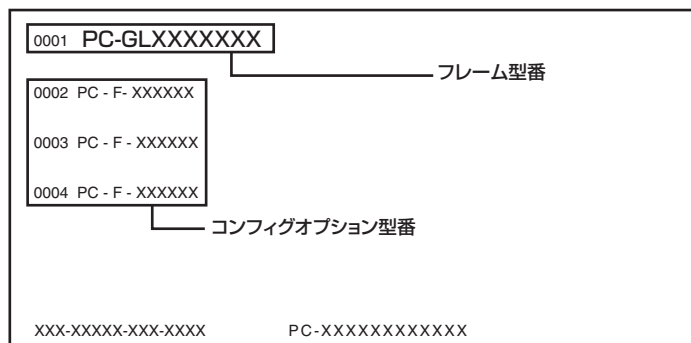 0001 PC-GLXXXXXXX
フレーム型番
0002 PC - F- XXXXXX
0003 PC - F - XXXXXX
0004 PC - F - XXXXXX
コンフィグオプション型番
XXX-XXXXX-XXX-XXXX PC-XXXXXXXXXXXX